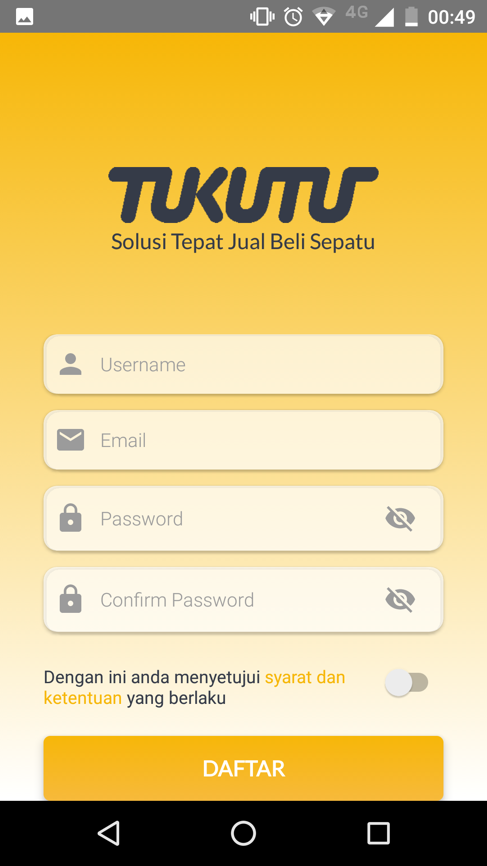 4G 00:49
TUKUTU
Solusi Tepat Jual Beli Sepatu
Username
Email
Password
Confirm Password
Dengan ini anda menyetujui syarat dan
ketentuan yang berlaku
DAFTAR